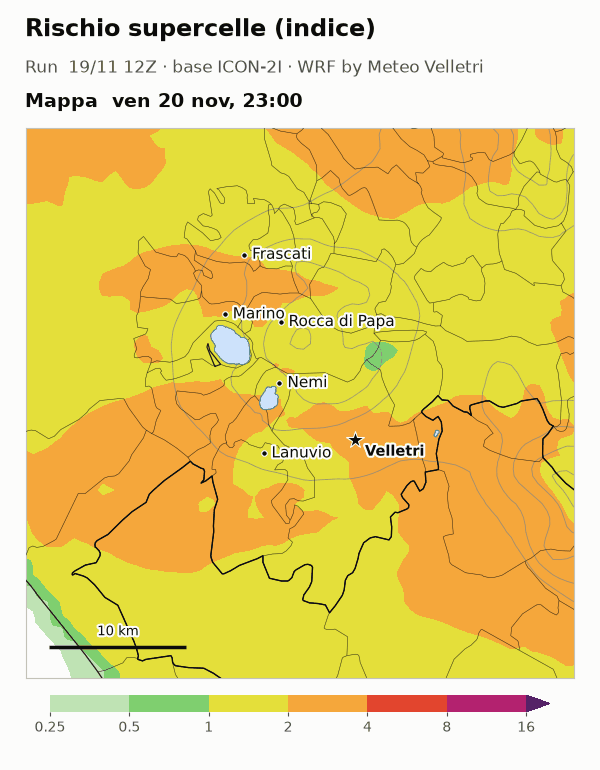 Rischio supercelle (indice)
Run  19/11 12Z · base ICON-2I · WRF by Meteo Velletri
Mappa  ven 20 nov, 23:00
Frascati
Marino
Rocca di Papa
Nemi
Velletri
Lanuvio
10 km
0.25 0.5 1 2 4 8 16